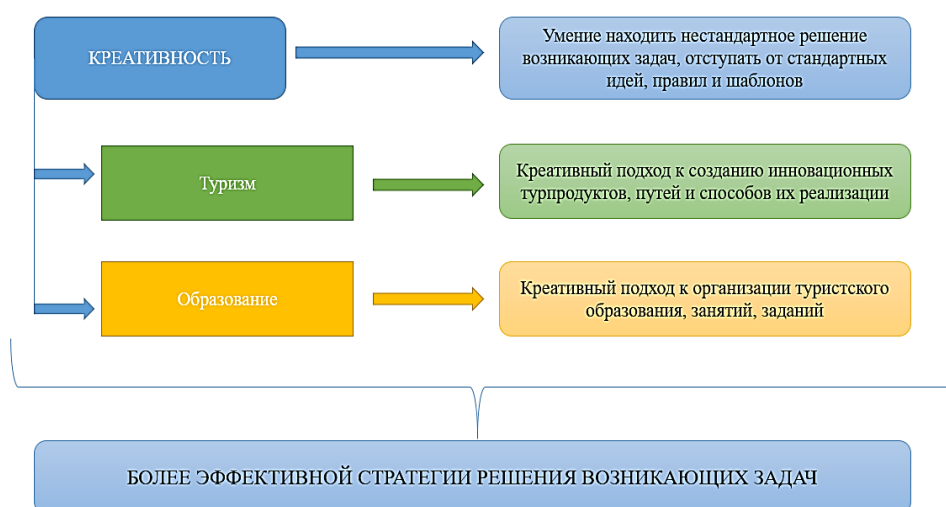 КРЕАТИВНОСТЬ
Умение находить нестандартное решение
возникающих задач, отступать от стандартных
идей, правил и шаблонов
Туризм
Креативный подход к созданию инновационных
турпродуктов, путей и способов их реализации
Образование
Креативный подход к организации туристского
образования, занятий, заданий
БОЛЕЕ ЭФФЕКТИВНОЙ СТРАТЕГИИ РЕШЕНИЯ ВОЗНИКАЮЩИХ ЗАДАЧ